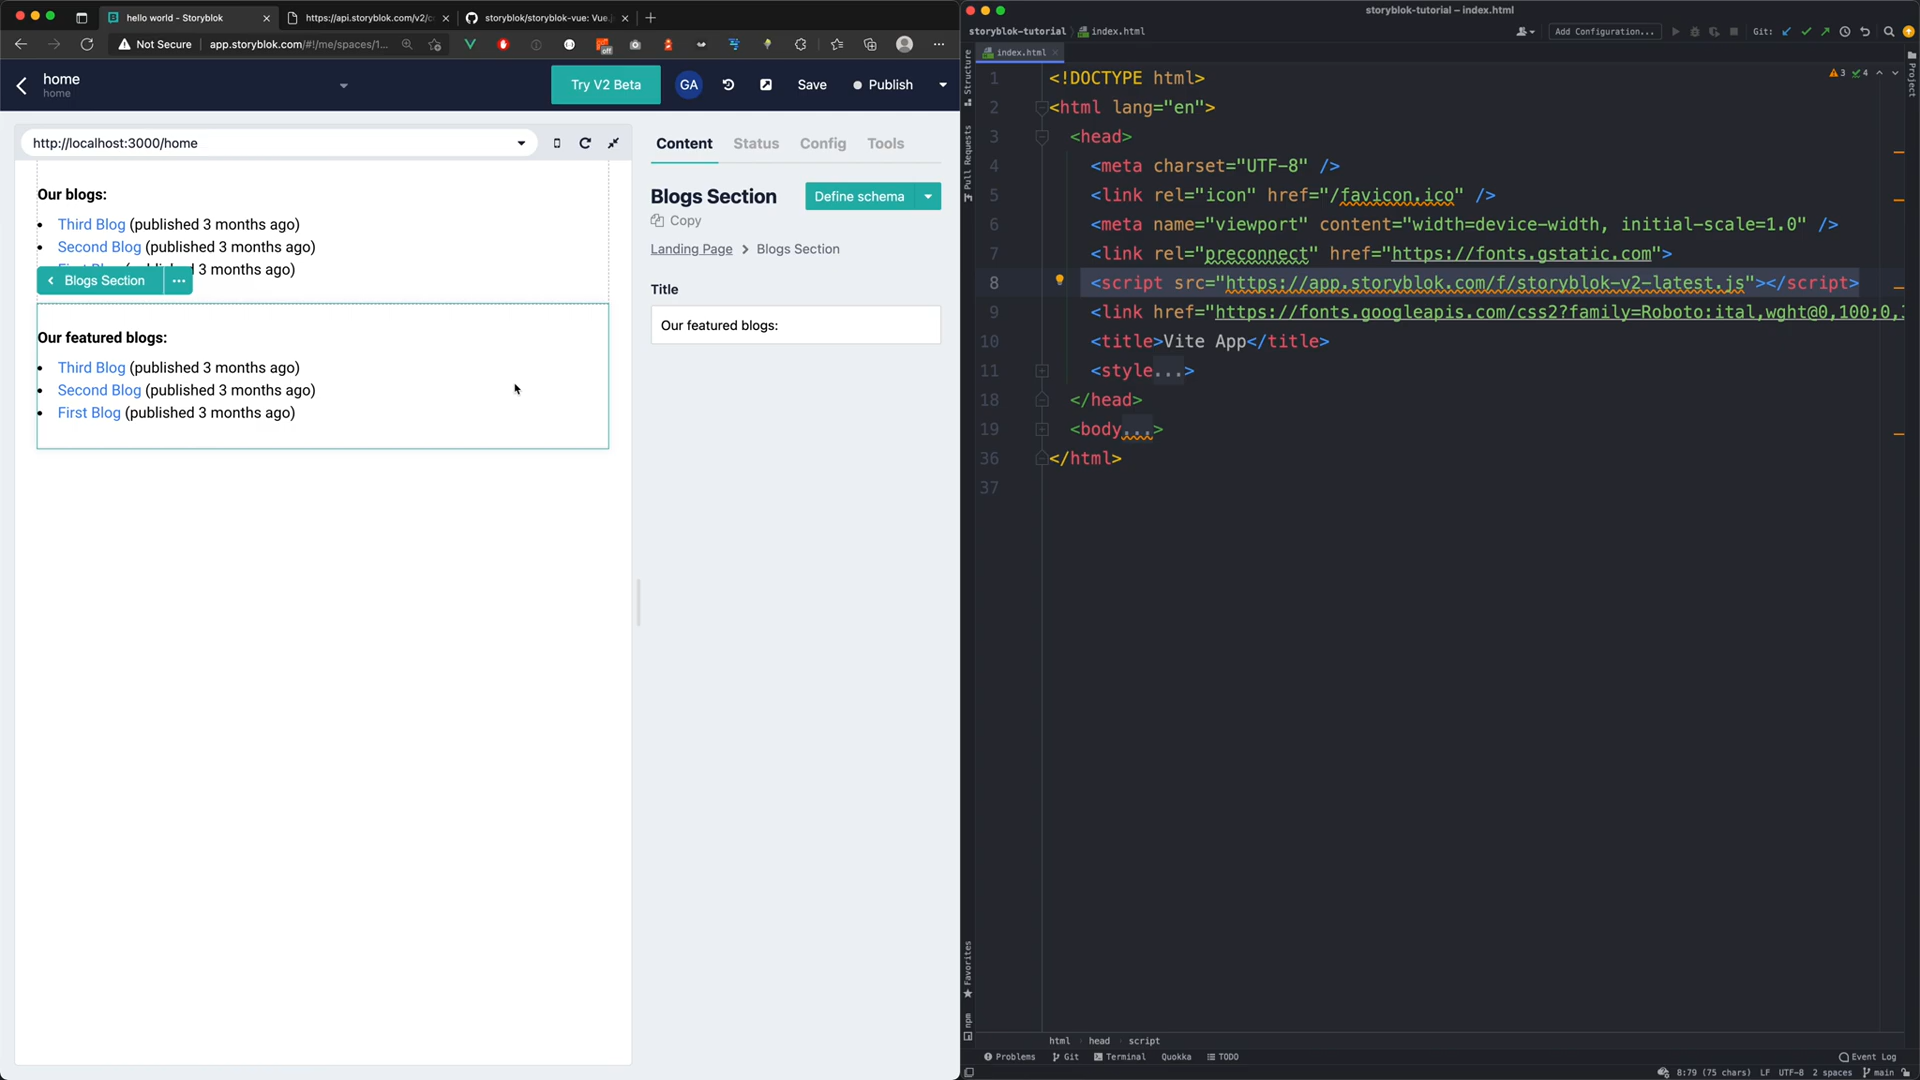 hello world - Storyblok
https://api.storyblok.com/v2/c
storyblok/storyblok-vue: Vue.j
Not Secure
app.storyblok.com/#!/me/spaces/1...
home
home
Try V2 Beta
GA
Save
Publish
http://localhost:3000/home
Our blogs:
Third Blog (published 3 months ago)
Second Blog (published 3 months ago)
3 months ago)
Blogs Section
Our featured blogs:
Third Blog (published 3 months ago)
Second Blog (published 3 months ago)
First Blog (published 3 months ago)
Content
Status
Config
Tools
Blogs Section
Define schema
Copy
Landing Page
Blogs Section
Title
Our featured blogs:
storyblok-tutorial – index.html
storyblok-tutorial
index.html
Add Configuration...
Git:
index.html
Structure
Pull Requests
Project
3
4
1 <!DOCTYPE html>
2 <html lang="en">
3 <head>
4 <meta charset="UTF-8" />
5 <link rel="icon" href="/favicon.ico" />
6 <meta name="viewport" content="width=device-width, initial-scale=1.0" />
7 <link rel="preconnect" href="https://fonts.gstatic.com">
8 <script src="https://app.storyblok.com/f/storyblok-v2-latest.js"></script>
9 <link href="https://fonts.googleapis.com/css2?family=Roboto:ital,wght@0,100;0,
10 <title>Vite App</title>
11 <style...>
18 </head>
19 <body...>
36 </html>
37
Favorites
npm
html
head
script
Problems
Git
Terminal
Quokka
TODO
Event Log
8:79 (75 chars)
LF
UTF-8
2 spaces
main